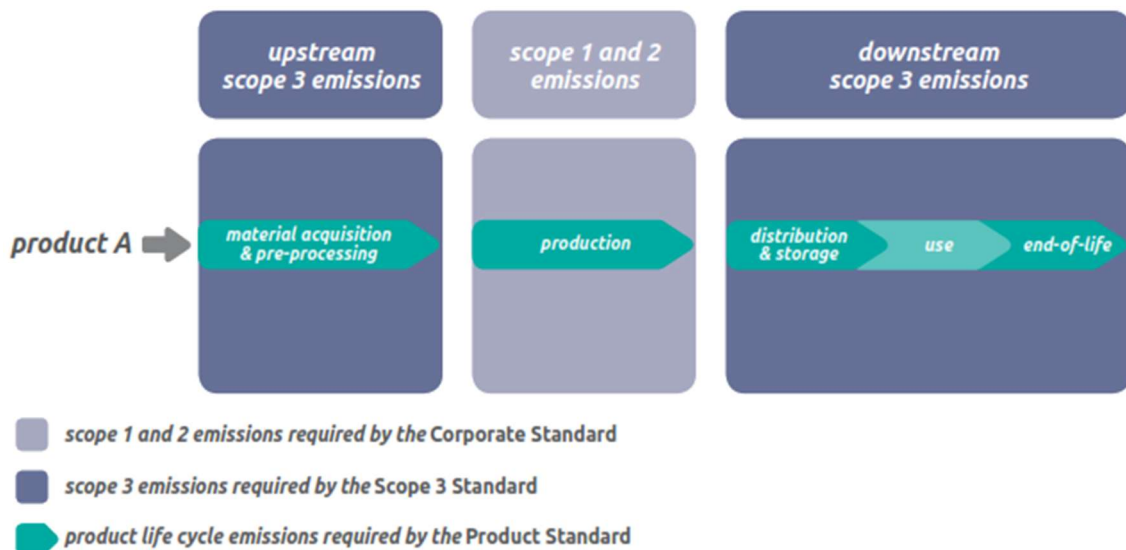 upstream
scope 3 emissions
scope 1 and 2
emissions
downstream
scope 3 emissions
product A
material acquisition
& pre-processing
production
distribution
& storage
use
end-of-life
scope 1 and 2 emissions required by the Corporate Standard
scope 3 emissions required by the Scope 3 Standard
product life cycle emissions required by the Product Standard